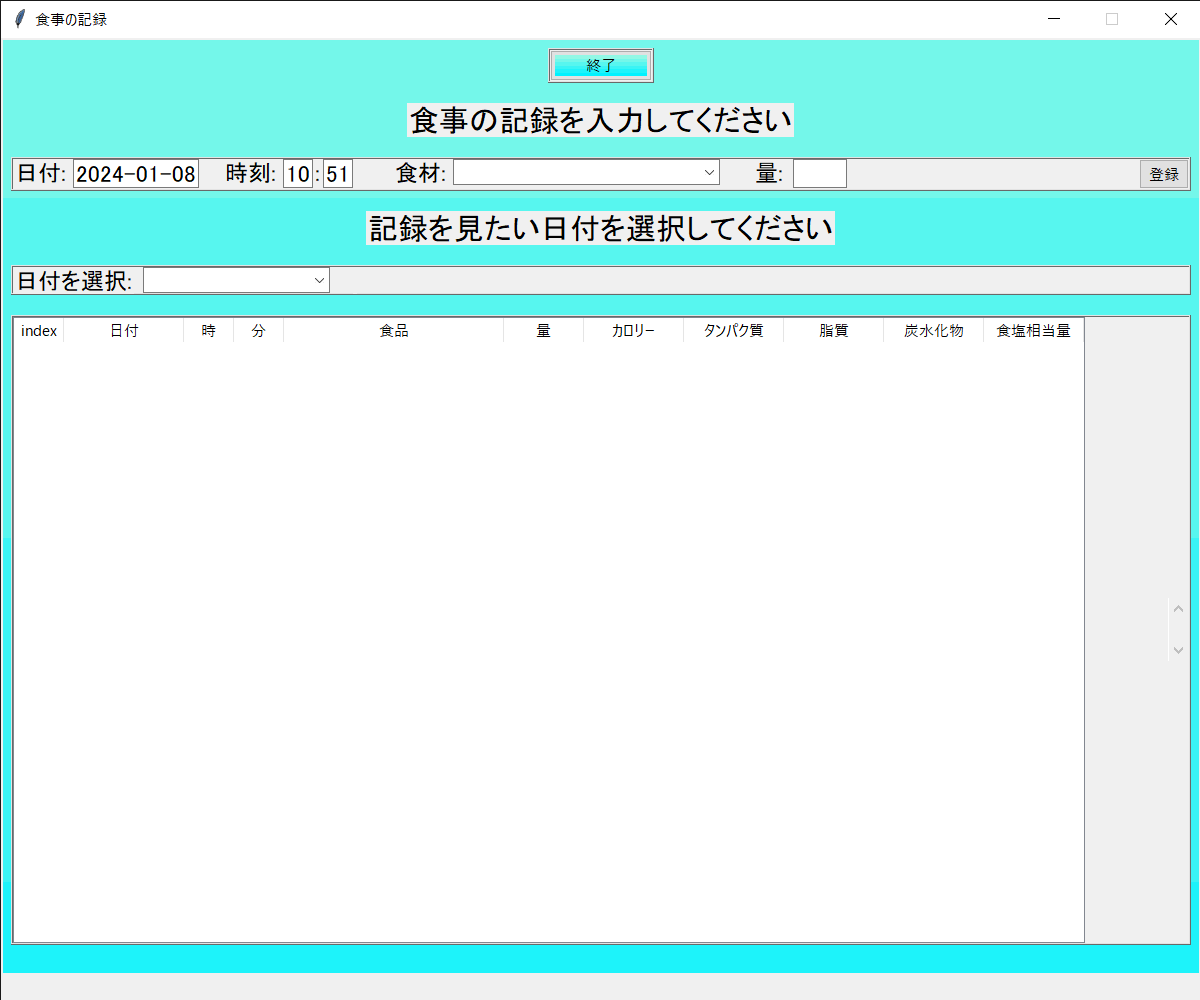 食事の記録
終了
食事の記録を入力してください
日付: 2024-01-08 時刻: 10 : 51 食材: 量: 登録
記録を見たい日付を選択してください
日付を選択:
index 日付 時 分 食品 量 カロリー タンパク質 脂質 炭水化物 食塩相当量